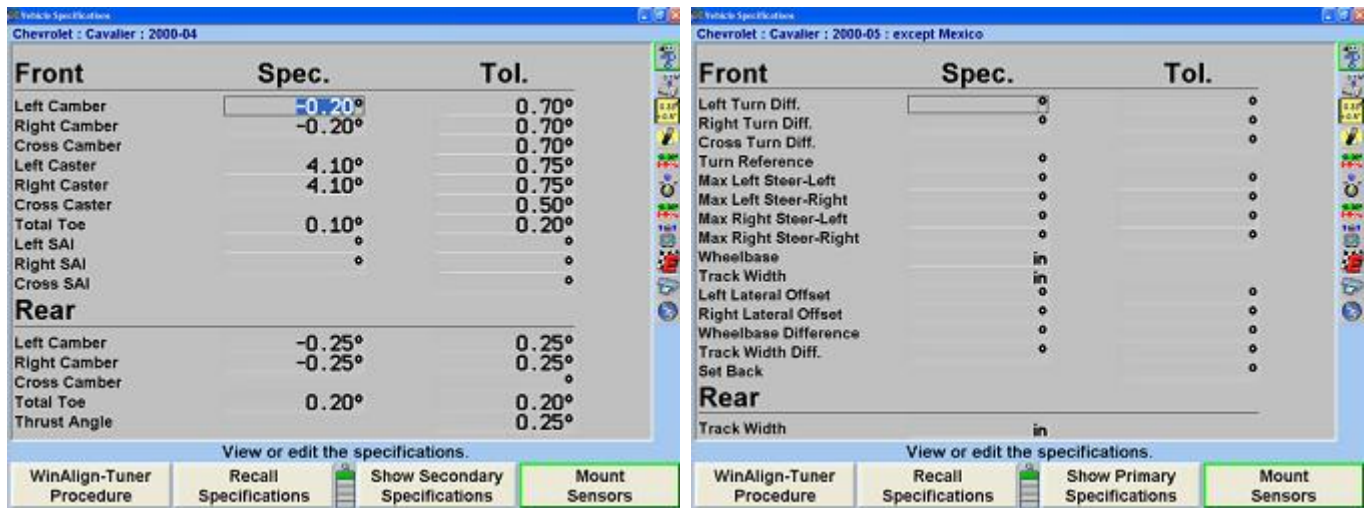 Vehicle Specifications
Chevrolet : Cavalier : 2000-04
Front Spec. Tol.
Left Camber -0.20° 0.70°
Right Camber -0.20° 0.70°
Cross Camber 0.70°
Left Caster 4.10° 0.75°
Right Caster 4.10° 0.75°
Cross Caster 0.50°
Total Toe 0.10° 0.20°
Left SAI ° °
Right SAI ° °
Cross SAI °
Rear
Left Camber -0.25° 0.25°
Right Camber -0.25° 0.25°
Cross Camber °
Total Toe 0.20° 0.20°
Thrust Angle 0.25°
View or edit the specifications.
WinAlign-Tuner Recall Show Secondary Mount
Procedure Specifications Specifications Sensors
Vehicle Specifications
Chevrolet : Cavalier : 2000-05 : except Mexico
Front Spec. Tol.
Left Turn Diff. ° °
Right Turn Diff. ° °
Cross Turn Diff. °
Turn Reference °
Max Left Steer-Left ° °
Max Left Steer-Right ° °
Max Right Steer-Left ° °
Max Right Steer-Right ° °
Wheelbase in
Track Width in
Left Lateral Offset ° °
Right Lateral Offset ° °
Wheelbase Difference ° °
Track Width Diff. ° °
Set Back °
Rear
Track Width in
View or edit the specifications.
WinAlign-Tuner Recall Show Primary Mount
Procedure Specifications Specifications Sensors